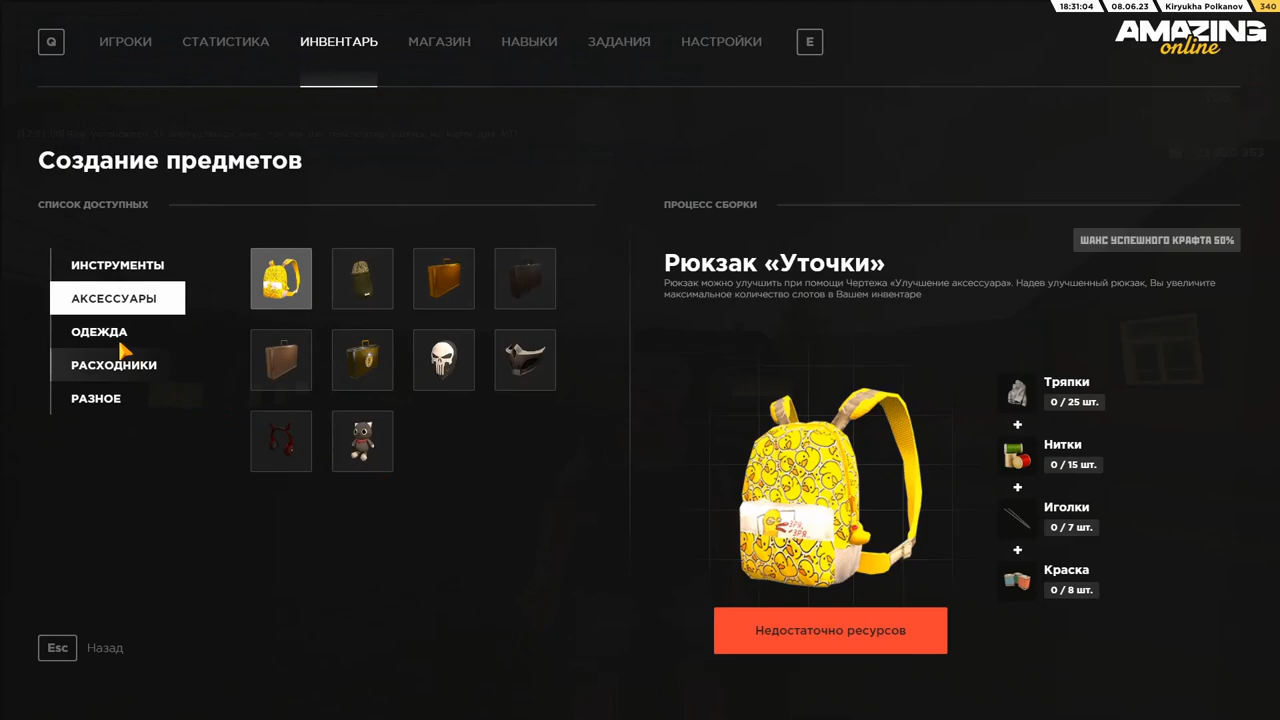 18:31:04 08.06.23 Kiryukha Polkanov 340
AMAZING
online
Q ИГРОКИ СТАТИСТИКА ИНВЕНТАРЬ МАГАЗИН НАВЫКИ ЗАДАНИЯ НАСТРОЙКИ E
Создание предметов
СПИСОК ДОСТУПНЫХ
ИНСТРУМЕНТЫ
АКСЕССУАРЫ
ОДЕЖДА
РАСХОДНИКИ
РАЗНОЕ
Esc Назад
ПРОЦЕСС СБОРКИ
ШАНС УСПЕШНОГО КРАФТА 50%
Рюкзак «Уточки»
Рюкзак можно улучшить при помощи Чертежа «Улучшение аксессуара». Надев улучшенный рюкзак, Вы увеличите
максимальное количество слотов в Вашем инвентаре
Тряпки
0 / 25 шт.
+
Нитки
0 / 15 шт.
+
Иголки
0 / 7 шт.
+
Краска
0 / 8 шт.
Недостаточно ресурсов